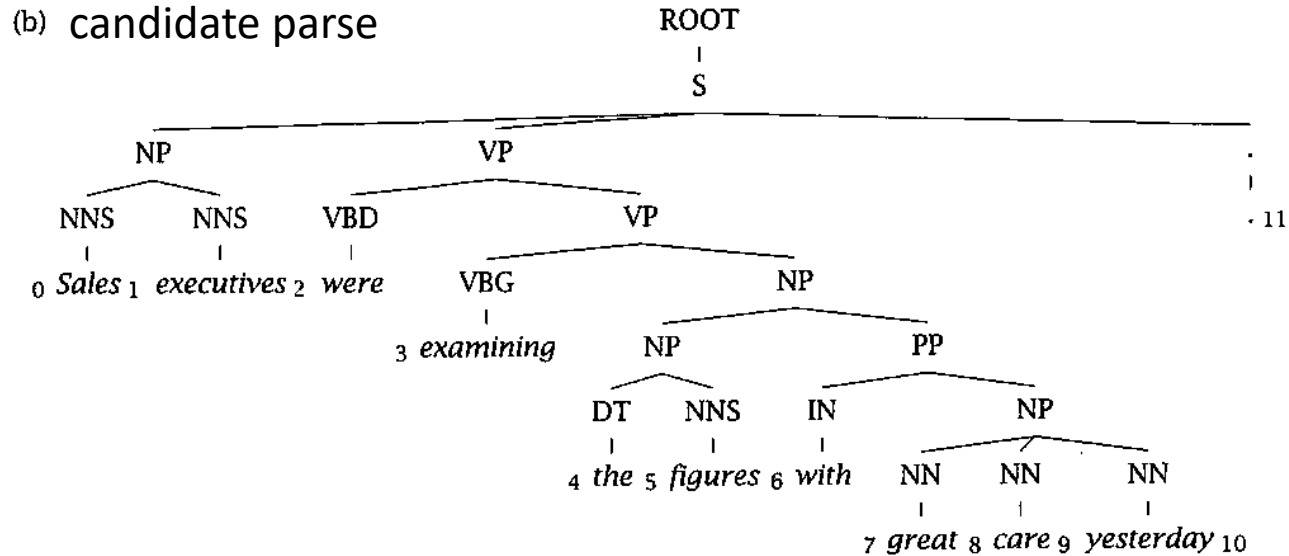 (b) candidate parse
ROOT
S
NP VP .
NNS NNS VBD VP . 11
0 Sales 1 executives 2 were VBG NP
3 examining NP PP
DT NNS IN NP
4 the 5 figures 6 with NN NN NN
7 great 8 care 9 yesterday 10